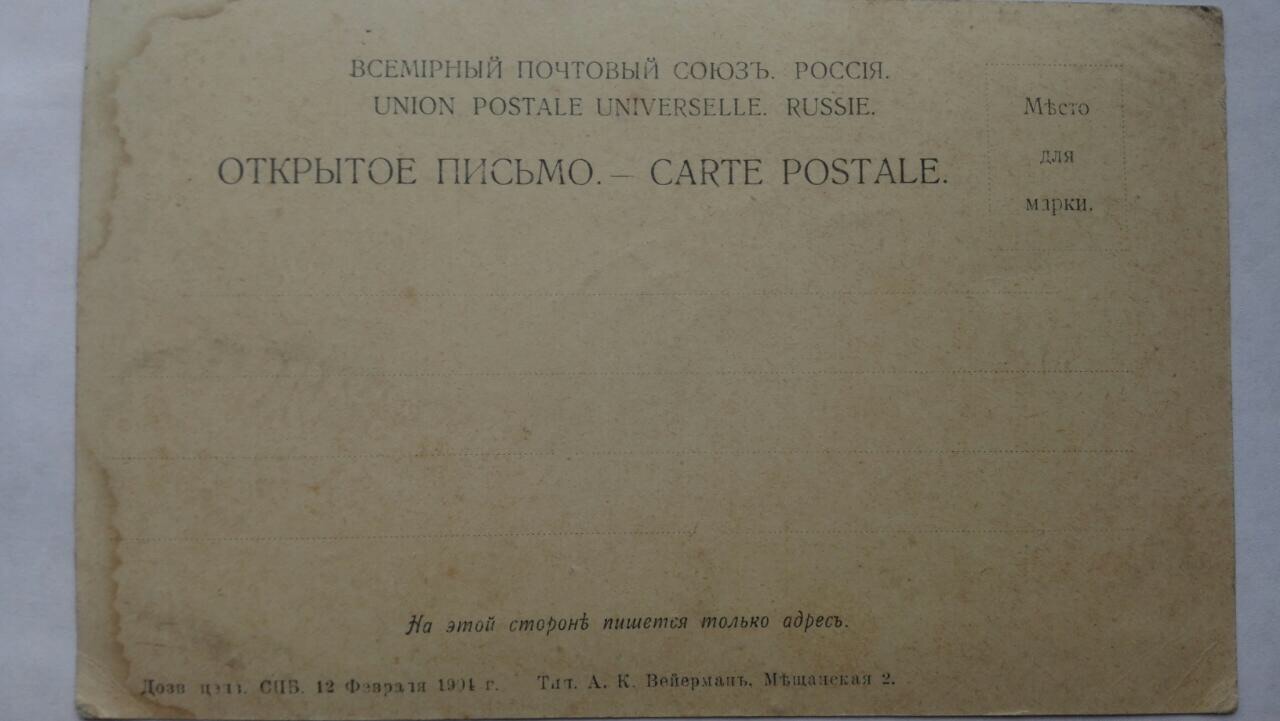 ВСЕМІРНЫЙ ПОЧТОВЫЙ СОЮЗЪ. РОССІЯ.
UNION POSTALE UNIVERSELLE. RUSSIE.
ОТКРЫТОЕ ПИСЬМО. — CARTE POSTALE.
Мѣсто
для
марки.
На этой сторонѣ пишется только адресъ.
Дозв ценз. СПБ. 12 Февраля 1904 г. Тип. А. К. Вейерманъ, Мѣщанская 2.